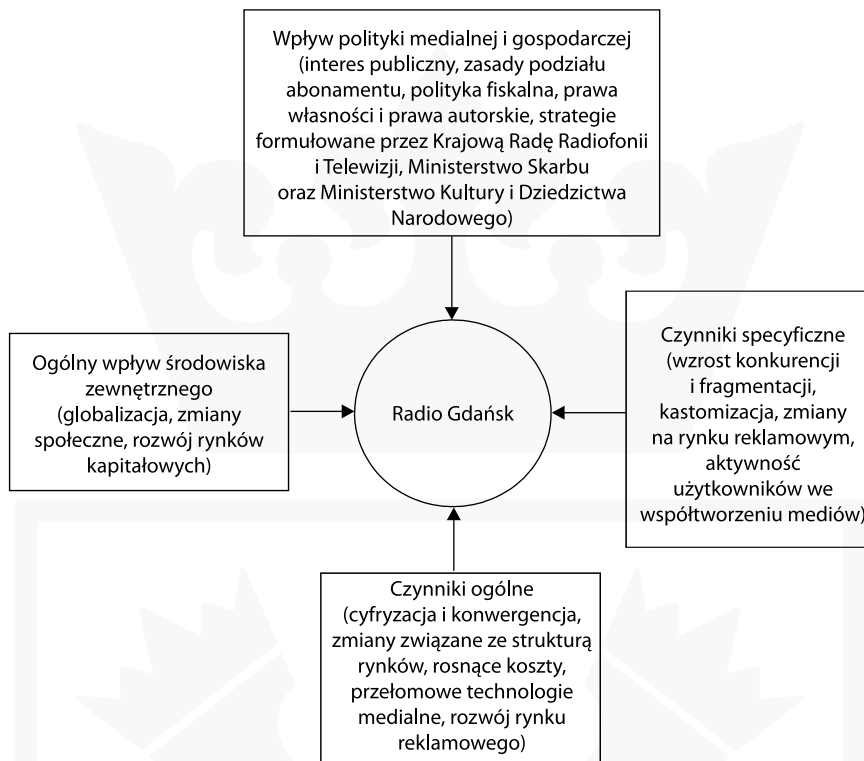 Wpływ polityki medialnej i gospodarczej
(interes publiczny, zasady podziału
abonamentu, polityka fiskalna, prawa
własności i prawa autorskie, strategie
formułowane przez Krajową Radę Radiofonii
i Telewizji, Ministerstwo Skarbu
oraz Ministerstwo Kultury i Dziedzictwa
Narodowego)
Ogólny wpływ środowiska
zewnętrznego
(globalizacja, zmiany
społeczne, rozwój rynków
kapitałowych)
Radio Gdańsk
Czynniki specyficzne
(wzrost konkurencji
i fragmentacji,
kastomizacja, zmiany
na rynku reklamowym,
aktywność
użytkowników we
współtworzeniu mediów)
Czynniki ogólne
(cyfryzacja i konwergencja,
zmiany związane ze strukturą
rynków, rosnące koszty,
przełomowe technologie
medialne, rozwój rynku
reklamowego)